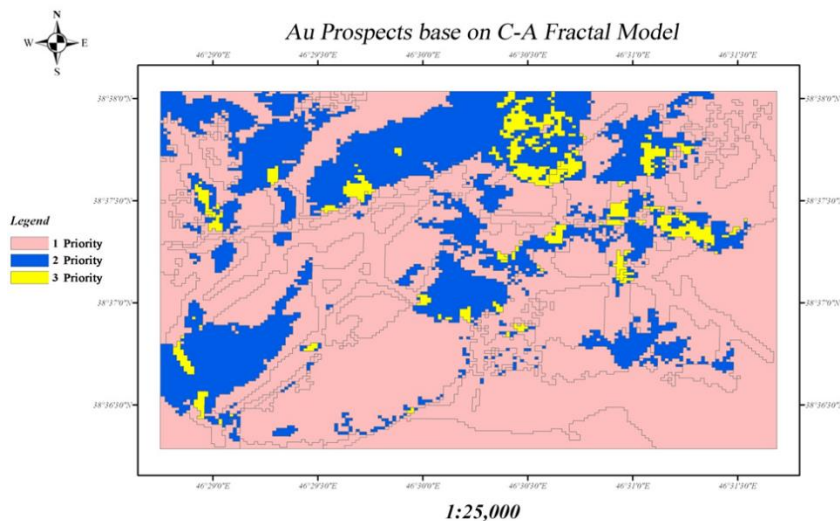 N
W E
S
Au Prospects base on C-A Fractal Model
46°29'0"E 46°29'30"E 46°30'0"E 46°30'30"E 46°31'0"E 46°31'30"E
38°38'0"N 38°38'0"N
38°37'30"N 38°37'30"N
Legend
1 Priority
2 Priority
3 Priority
38°37'0"N 38°37'0"N
38°36'30"N 38°36'30"N
46°29'0"E 46°29'30"E 46°30'0"E 46°30'30"E 46°31'0"E 46°31'30"E
1:25,000